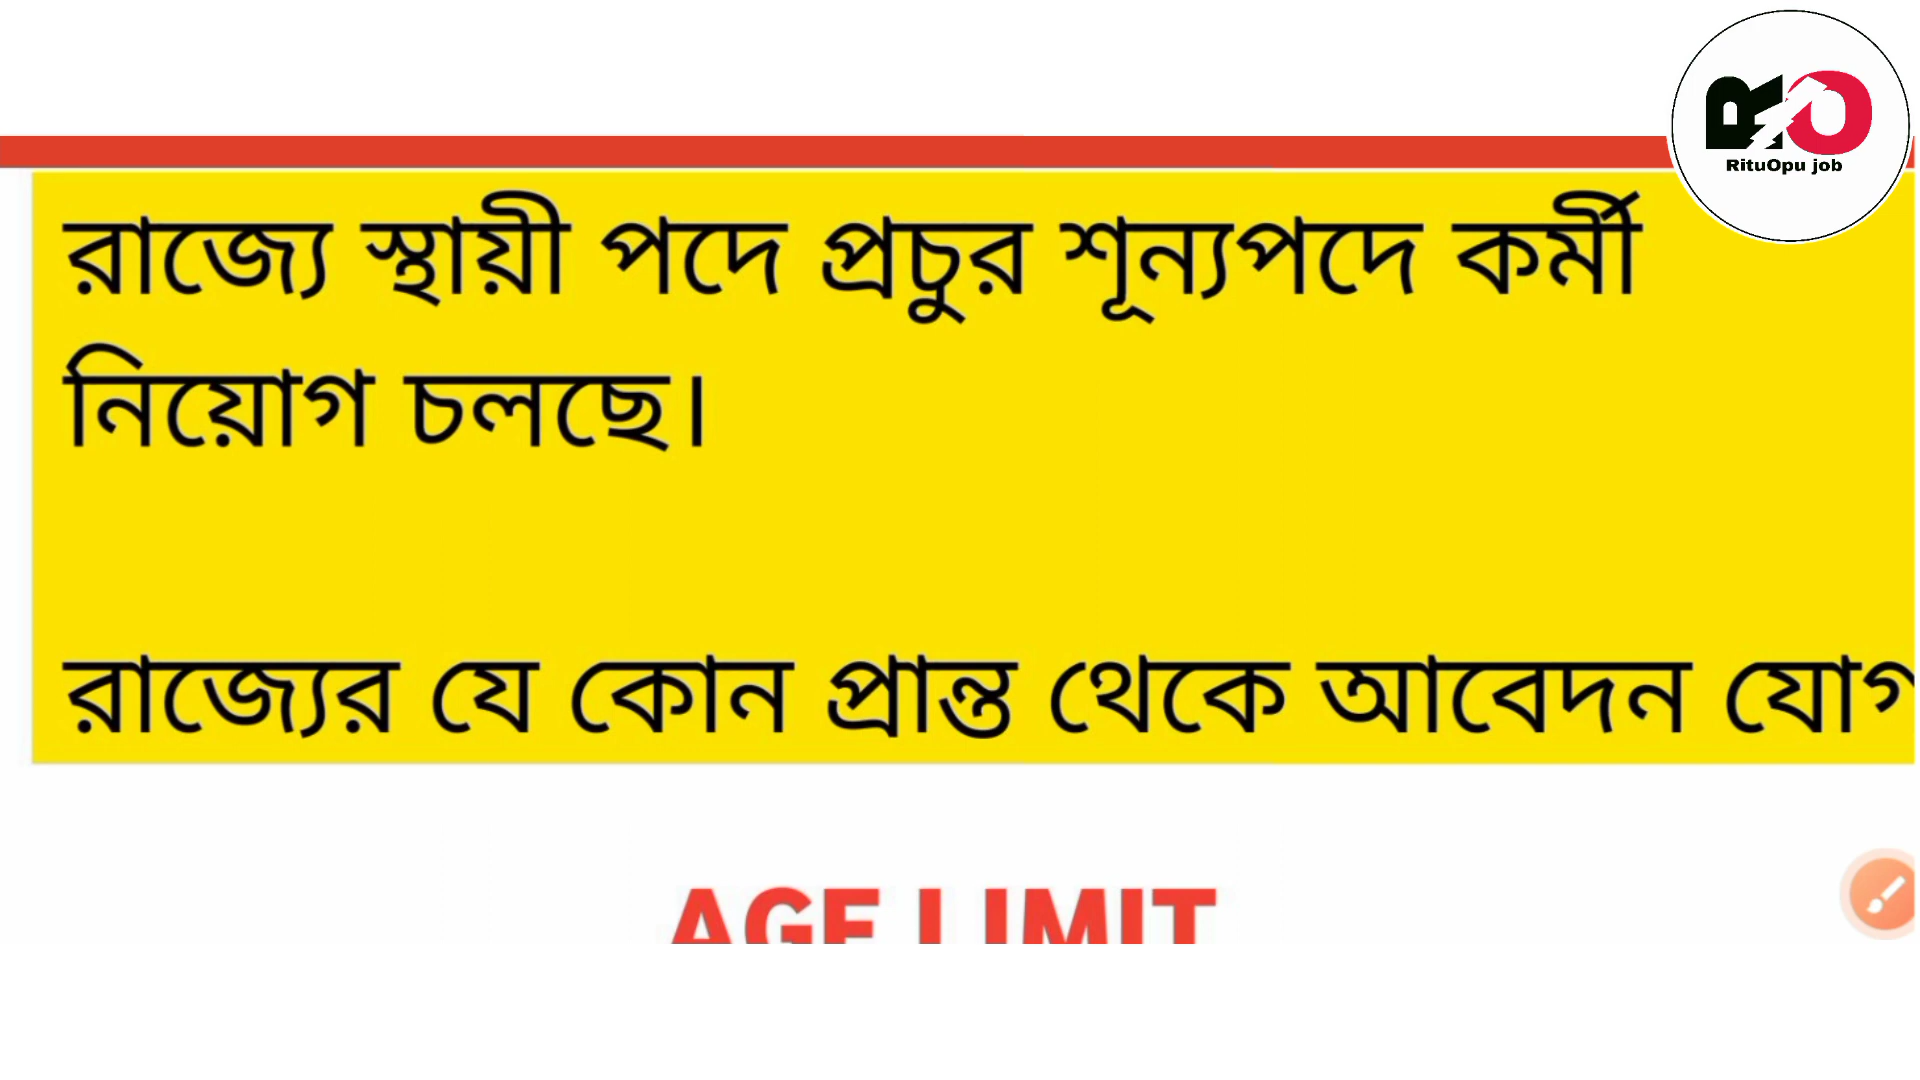 RituOpu job
রাজ্যে স্থায়ী পদে প্রচুর শূন্যপদে কর্মী
নিয়োগ চলছে।
রাজ্যের যে কোন প্রান্ত থেকে আবেদন
AGE LIMIT